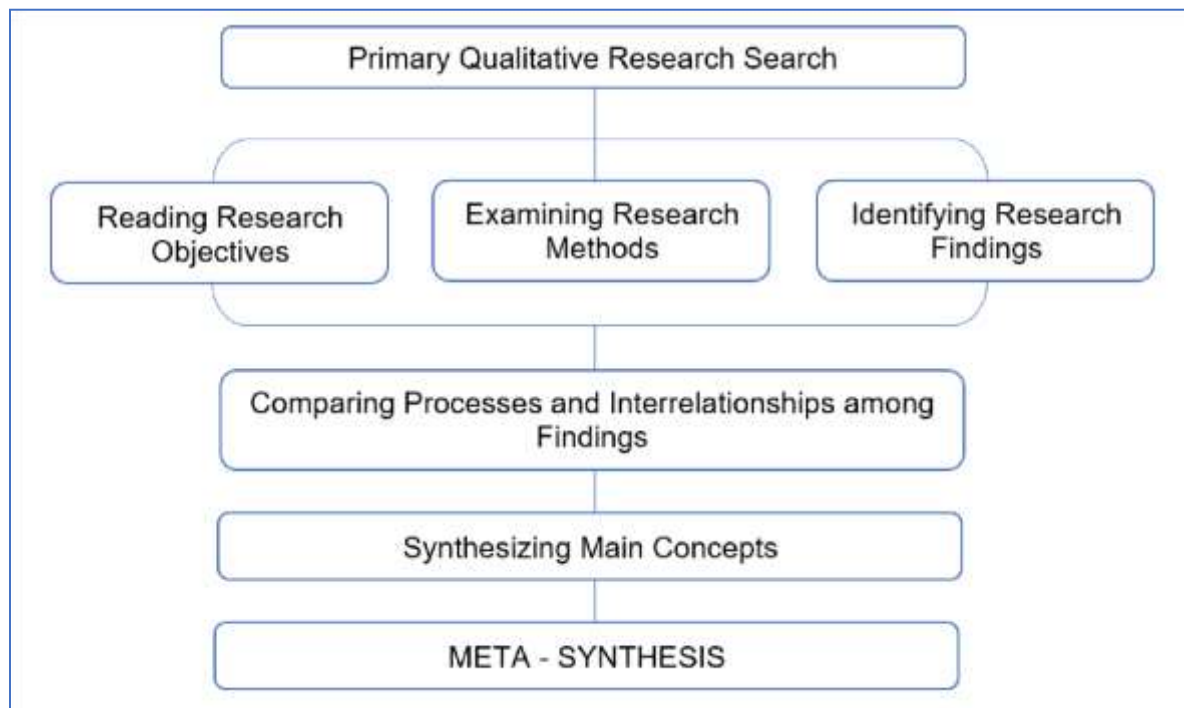 Primary Qualitative Research Search
Reading Research
Objectives
Examining Research
Methods
Identifying Research
Findings
Comparing Processes and Interrelationships among
Findings
Synthesizing Main Concepts
META - SYNTHESIS